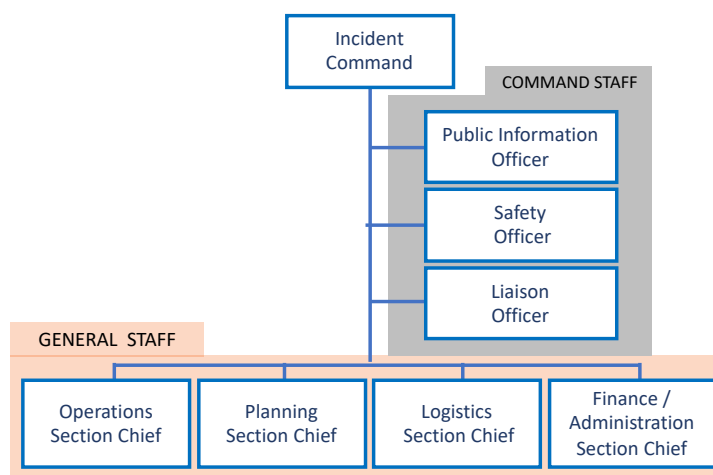 Incident
Command
COMMAND STAFF
Public Information
Officer
Safety
Officer
Liaison
Officer
GENERAL STAFF
Operations
Section Chief
Planning
Section Chief
Logistics
Section Chief
Finance /
Administration
Section Chief